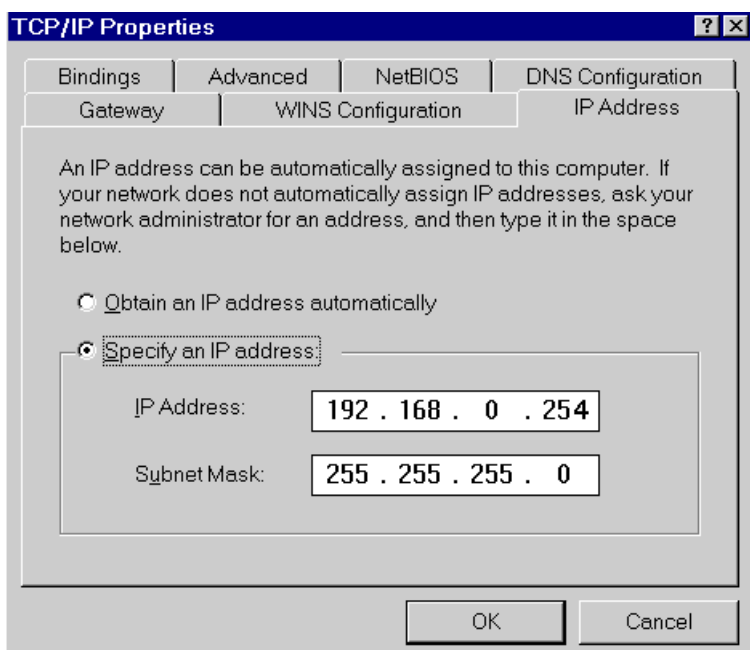 TCP/IP Properties
Bindings Advanced NetBIOS DNS Configuration
Gateway WINS Configuration IP Address
An IP address can be automatically assigned to this computer. If
your network does not automatically assign IP addresses, ask your
network administrator for an address, and then type it in the space
below.
Obtain an IP address automatically
Specify an IP address:
IP Address: 192 . 168 . 0 . 254
Subnet Mask: 255 . 255 . 255 . 0
OK Cancel